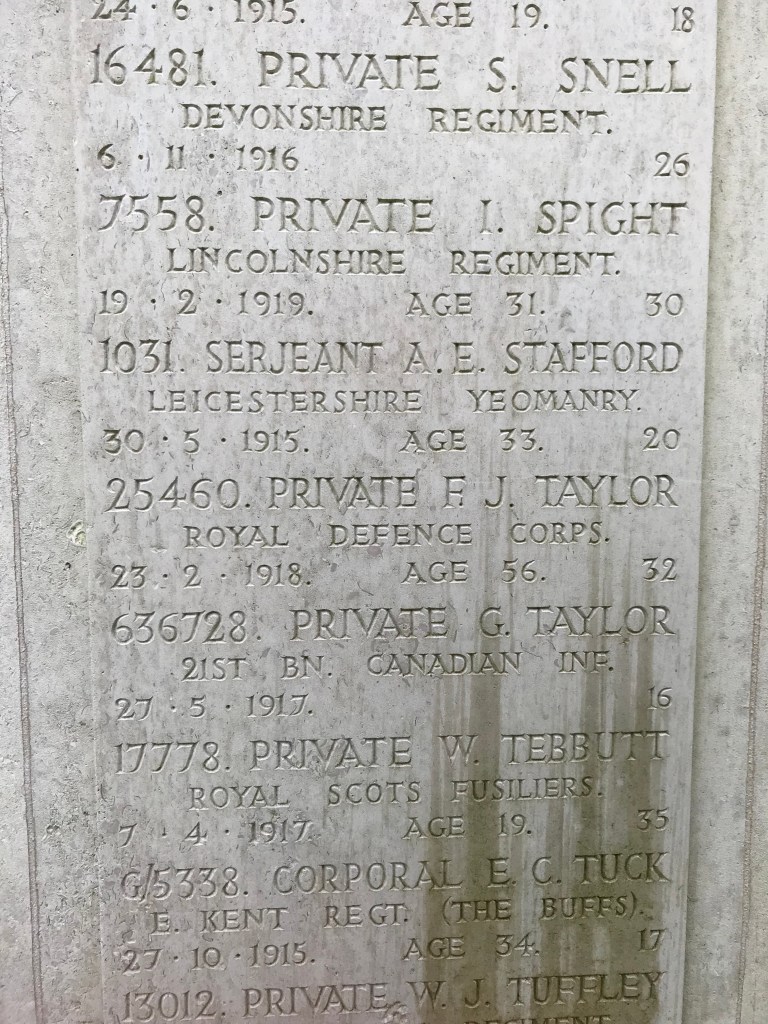 24 · 6 · 1915. AGE 19. 18
16481. PRIVATE S. SNELL
DEVONSHIRE REGIMENT.
6 · 11 · 1916. 26
7558. PRIVATE I. SPIGHT
LINCOLNSHIRE REGIMENT.
19 · 2 · 1919. AGE 31. 30
1031. SERJEANT A. E. STAFFORD
LEICESTERSHIRE YEOMANRY.
30 · 5 · 1915. AGE 33. 20
25460. PRIVATE F. J. TAYLOR
ROYAL DEFENCE CORPS.
23 · 2 · 1918. AGE 56. 32
636728. PRIVATE G. TAYLOR
21ST BN. CANADIAN INF.
27 · 5 · 1917. 16
17778. PRIVATE W. TEBBUTT
ROYAL SCOTS FUSILIERS.
7 · 4 · 1917. AGE 19. 35
G/5338. CORPORAL E. C. TUCK
E. KENT REGT. (THE BUFFS).
27 · 10 · 1915. AGE 34. 17
13012. PRIVATE W. J. TUFFLEY
REGIMENT